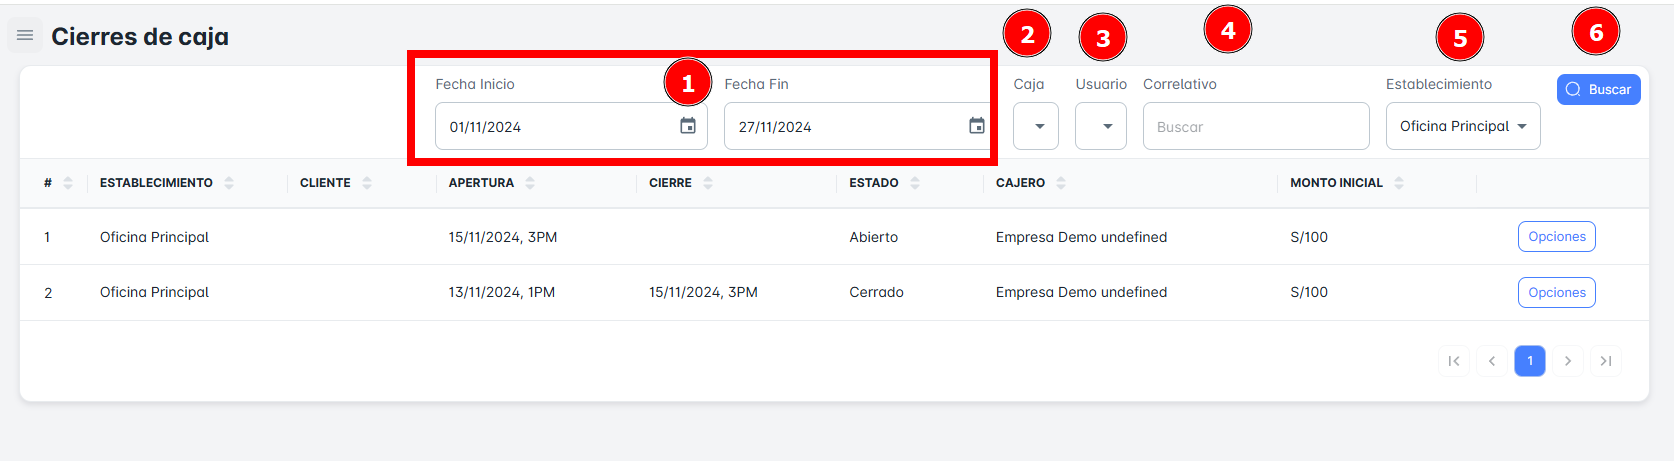 Cierres de caja
1 2 3 4 5 6
Fecha Inicio Fecha Fin Caja Usuario Correlativo Establecimiento
01/11/2024 27/11/2024 Buscar Oficina Principal Buscar
# ESTABLECIMIENTO CLIENTE APERTURA CIERRE ESTADO CAJERO MONTO INICIAL
1 Oficina Principal 15/11/2024, 3PM Abierto Empresa Demo undefined S/100 Opciones
2 Oficina Principal 13/11/2024, 1PM 15/11/2024, 3PM Cerrado Empresa Demo undefined S/100 Opciones
1